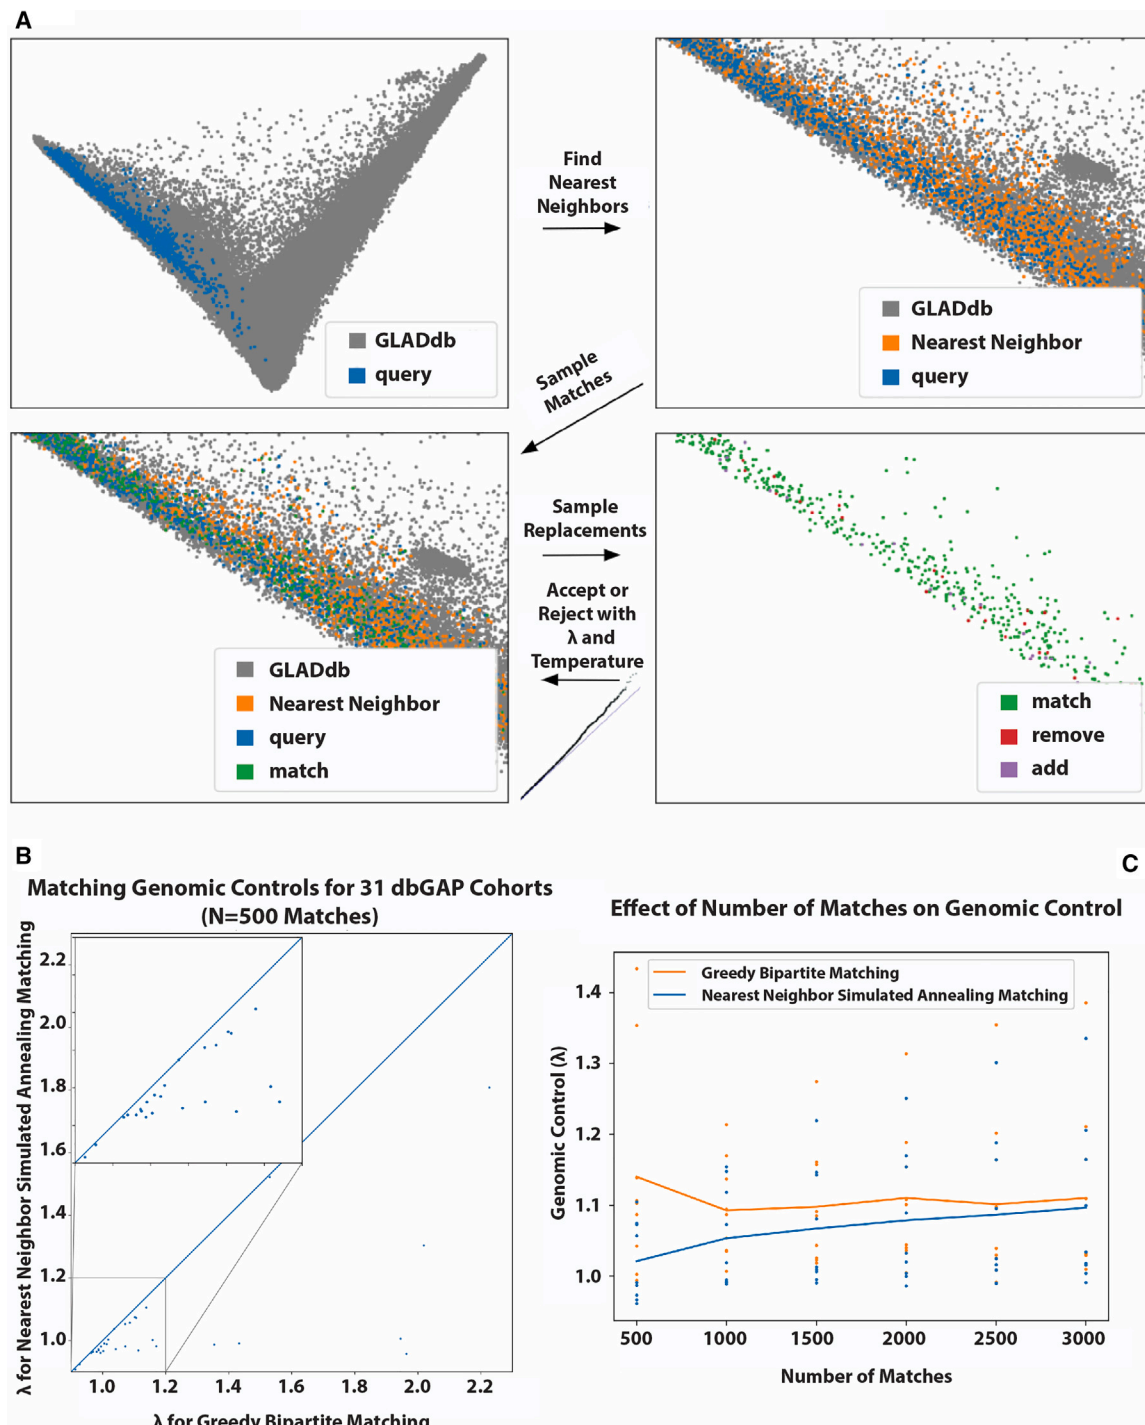 A
GLADdb
query
Find
Nearest
Neighbors
GLADdb
Nearest Neighbor
query
Sample
Matches
GLADdb
Nearest Neighbor
query
match
Sample
Replacements
Accept or
Reject with
λ and
Temperature
match
remove
add
B
Matching Genomic Controls for 31 dbGAP Cohorts
(N=500 Matches)
λ for Nearest Neighbor Simulated Annealing Matching
2.2
2.0
1.8
1.6
1.4
1.2
1.0
1.0 1.2 1.4 1.6 1.8 2.0 2.2
λ for Greedy Bipartite Matching
C
Effect of Number of Matches on Genomic Control
Greedy Bipartite Matching
Nearest Neighbor Simulated Annealing Matching
Genomic Control (λ)
1.4
1.3
1.2
1.1
1.0
500 1000 1500 2000 2500 3000
Number of Matches